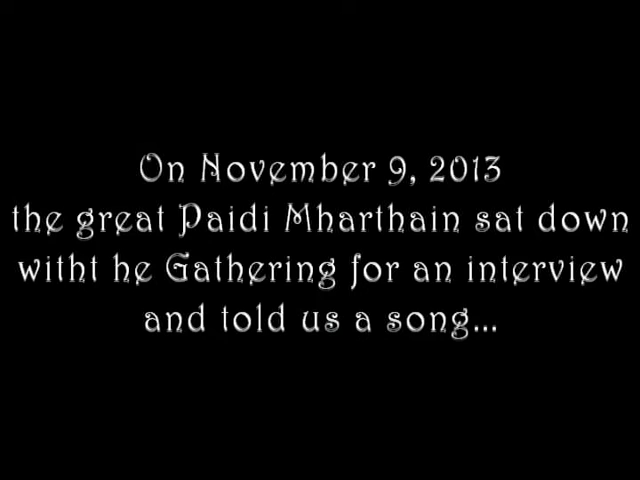 On November 9, 2013
the great Paidi Mharthain sat down
witht he Gathering for an interview
and told us a song...